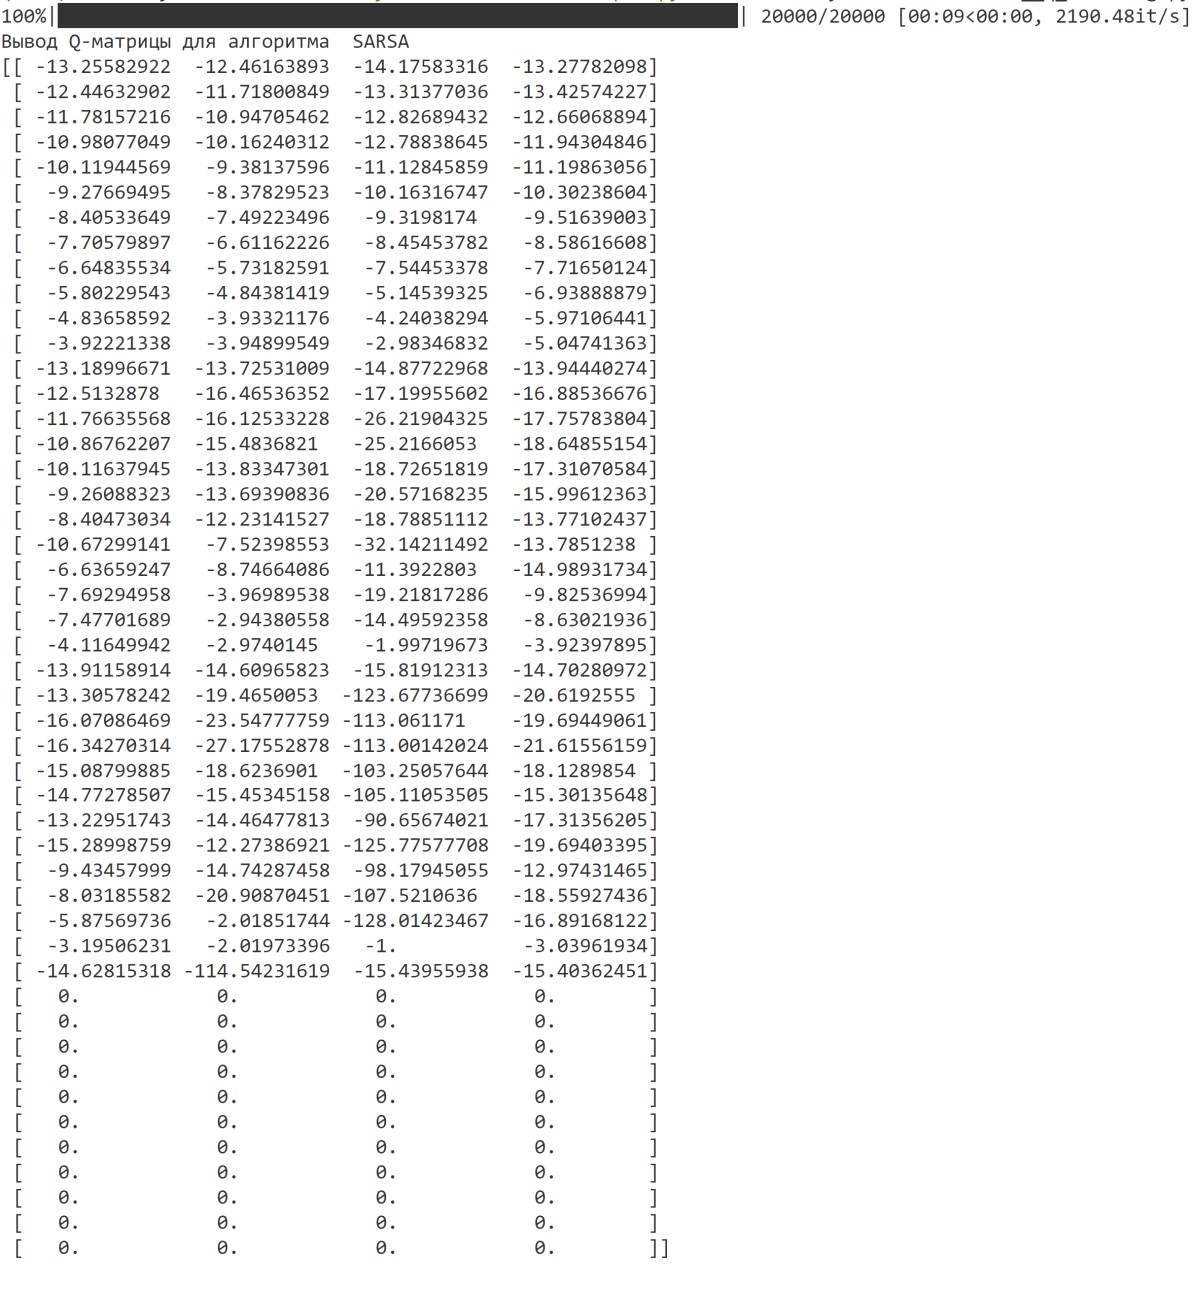 100%| | 20000/20000 [00:09<00:00, 2190.48it/s]
Вывод Q-матрицы для алгоритма  SARSA
[[ -13.25582922  -12.46163893  -14.17583316  -13.27782098]
 [ -12.44632902  -11.71800849  -13.31377036  -13.42574227]
 [ -11.78157216  -10.94705462  -12.82689432  -12.66068894]
 [ -10.98077049  -10.16240312  -12.78838645  -11.94304846]
 [ -10.11944569   -9.38137596  -11.12845859  -11.19863056]
 [  -9.27669495   -8.37829523  -10.16316747  -10.30238604]
 [  -8.40533649   -7.49223496   -9.3198174    -9.51639003]
 [  -7.70579897   -6.61162226   -8.45453782   -8.58616608]
 [  -6.64835534   -5.73182591   -7.54453378   -7.71650124]
 [  -5.80229543   -4.84381419   -5.14539325   -6.93888879]
 [  -4.83658592   -3.93321176   -4.24038294   -5.97106441]
 [  -3.92221338   -3.94899549   -2.98346832   -5.04741363]
 [ -13.18996671  -13.72531009  -14.87722968  -13.94440274]
 [ -12.5132878   -16.46536352  -17.19955602  -16.88536676]
 [ -11.76635568  -16.12533228  -26.21904325  -17.75783804]
 [ -10.86762207  -15.4836821   -25.2166053   -18.64855154]
 [ -10.11637945  -13.83347301  -18.72651819  -17.31070584]
 [  -9.26088323  -13.69390836  -20.57168235  -15.99612363]
 [  -8.40473034  -12.23141527  -18.78851112  -13.77102437]
 [ -10.67299141   -7.52398553  -32.14211492  -13.7851238 ]
 [  -6.63659247   -8.74664086  -11.3922803   -14.98931734]
 [  -7.69294958   -3.96989538  -19.21817286   -9.82536994]
 [  -7.47701689   -2.94380558  -14.49592358   -8.63021936]
 [  -4.11649942   -2.9740145    -1.99719673   -3.92397895]
 [ -13.91158914  -14.60965823  -15.81912313  -14.70280972]
 [ -13.30578242  -19.4650053  -123.67736699  -20.6192555 ]
 [ -16.07086469  -23.54777759 -113.061171    -19.69449061]
 [ -16.34270314  -27.17552878 -113.00142024  -21.61556159]
 [ -15.08799885  -18.6236901  -103.25057644  -18.1289854 ]
 [ -14.77278507  -15.45345158 -105.11053505  -15.30135648]
 [ -13.22951743  -14.46477813  -90.65674021  -17.31356205]
 [ -15.28998759  -12.27386921 -125.77577708  -19.69403395]
 [  -9.43457999  -14.74287458  -98.17945055  -12.97431465]
 [  -8.03185582  -20.90870451 -107.5210636   -18.55927436]
 [  -5.87569736   -2.01851744 -128.01423467  -16.89168122]
 [  -3.19506231   -2.01973396   -1.           -3.03961934]
 [ -14.62815318 -114.54231619  -15.43955938  -15.40362451]
 [   0.            0.            0.            0.        ]
 [   0.            0.            0.            0.        ]
 [   0.            0.            0.            0.        ]
 [   0.            0.            0.            0.        ]
 [   0.            0.            0.            0.        ]
 [   0.            0.            0.            0.        ]
 [   0.            0.            0.            0.        ]
 [   0.            0.            0.            0.        ]
 [   0.            0.            0.            0.        ]
 [   0.            0.            0.            0.        ]
 [   0.            0.            0.            0.        ]]